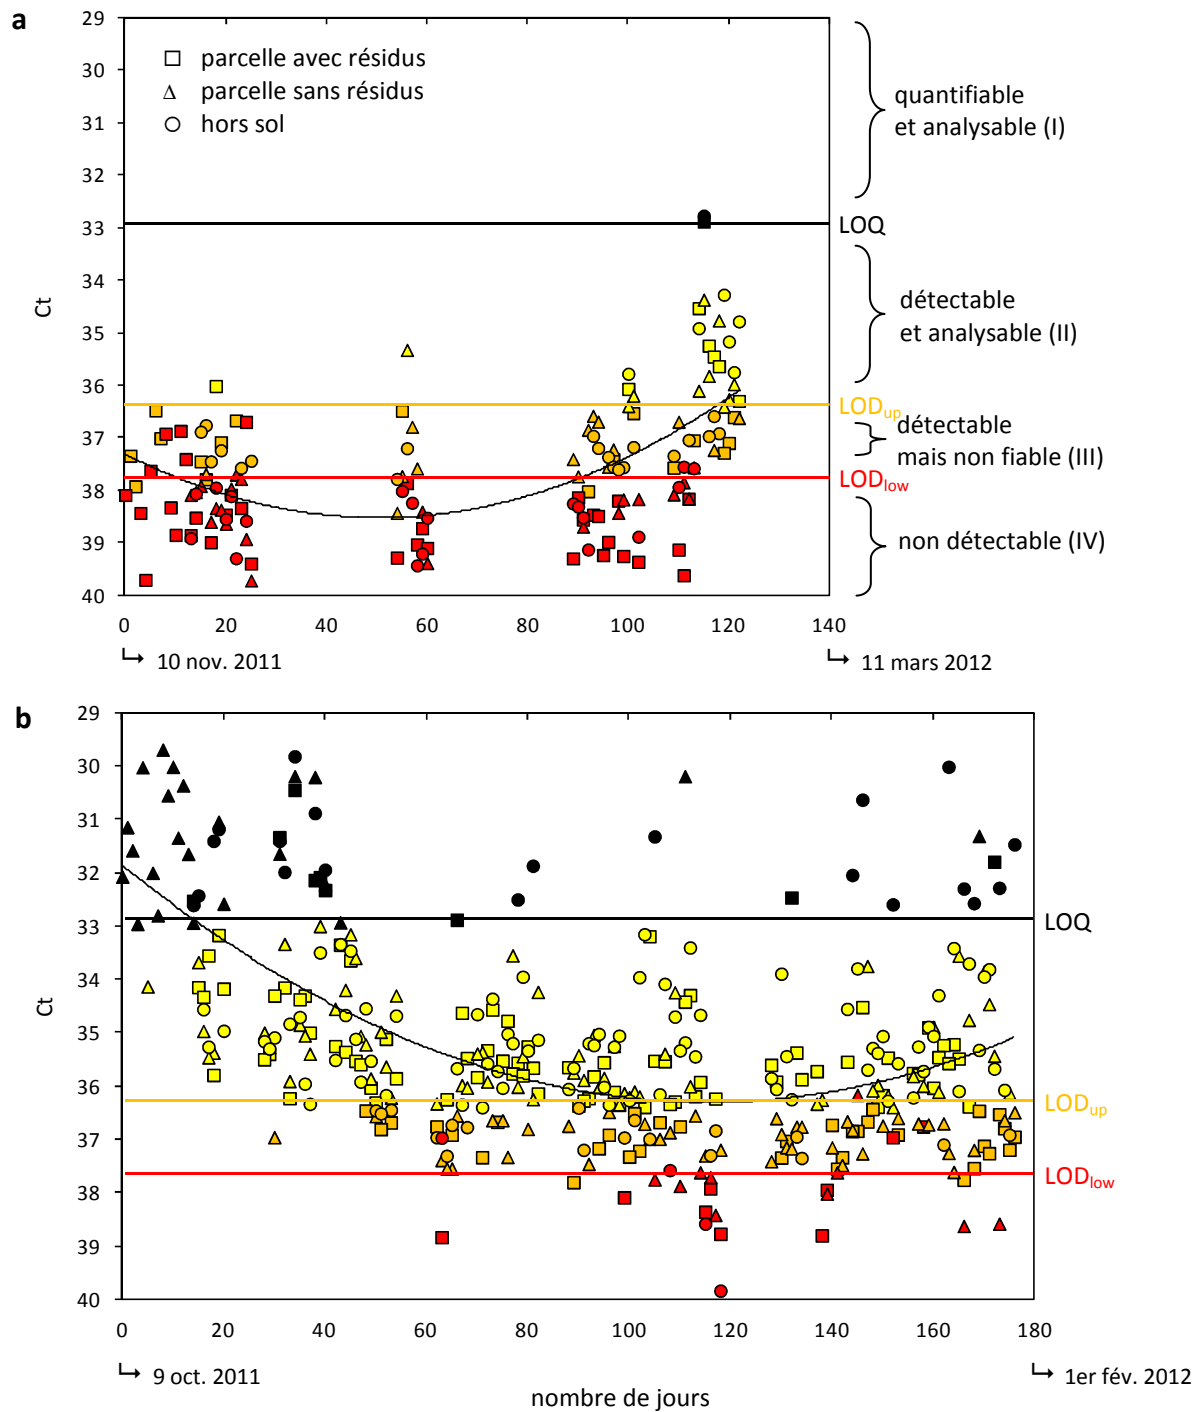 a
29
30
31
32
33
34
35
36
37
38
39
40
Ct
parcelle avec résidus
parcelle sans résidus
hors sol
quantifiable
et analysable (I)
LOQ
détectable
et analysable (II)
LODup
détectable
mais non fiable (III)
LODlow
non détectable (IV)
0 20 40 60 80 100 120 140
10 nov. 2011
11 mars 2012
b
29
30
31
32
33
34
35
36
37
38
39
40
Ct
LOQ
LODup
LODlow
0 20 40 60 80 100 120 140 160 180
9 oct. 2011
1er fév. 2012
nombre de jours